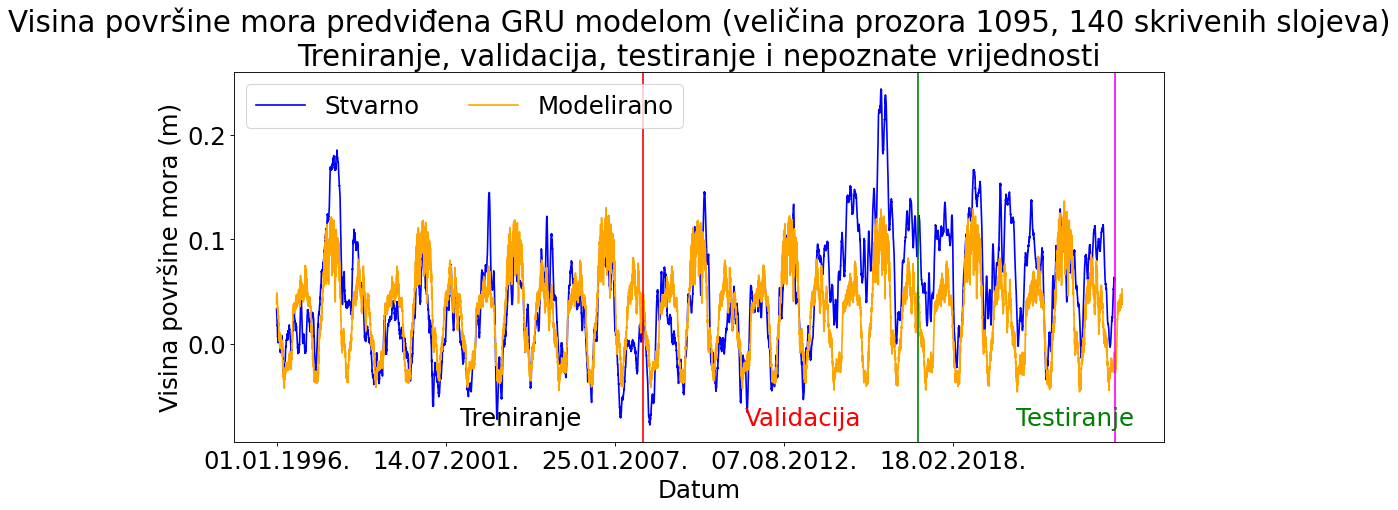 Visina površine mora predviđena GRU modelom (veličina prozora 1095, 140 skrivenih slojeva)
Treniranje, validacija, testiranje i nepoznate vrijednosti
Stvarno
Modelirano
Visina površine mora (m)
0.2
0.1
0.0
Treniranje
Validacija
Testiranje
01.01.1996.
14.07.2001.
25.01.2007.
07.08.2012.
18.02.2018.
Datum